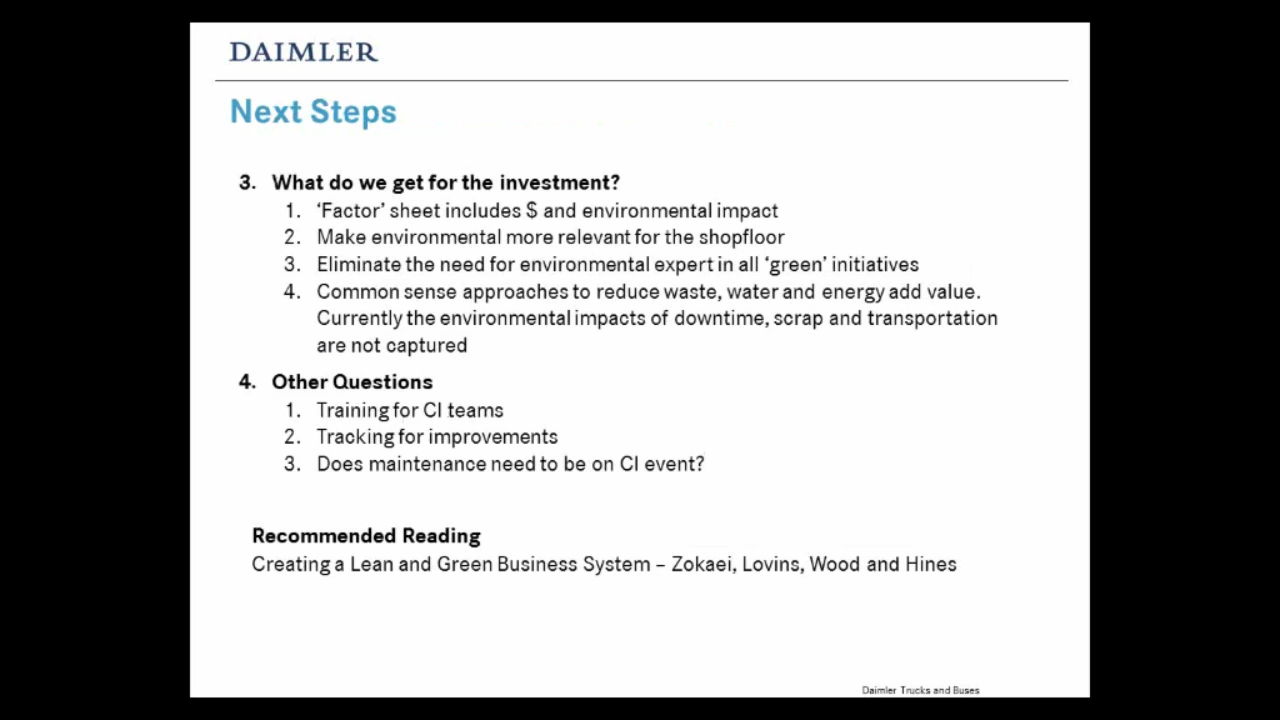 DAIMLER
Next Steps
3. What do we get for the investment?
1. ‘Factor’ sheet includes $ and environmental impact
2. Make environmental more relevant for the shopfloor
3. Eliminate the need for environmental expert in all ‘green’ initiatives
4. Common sense approaches to reduce waste, water and energy add value.
Currently the environmental impacts of downtime, scrap and transportation
are not captured
4. Other Questions
1. Training for CI teams
2. Tracking for improvements
3. Does maintenance need to be on CI event?
Recommended Reading
Creating a Lean and Green Business System – Zokaei, Lovins, Wood and Hines
Daimler Trucks and Buses